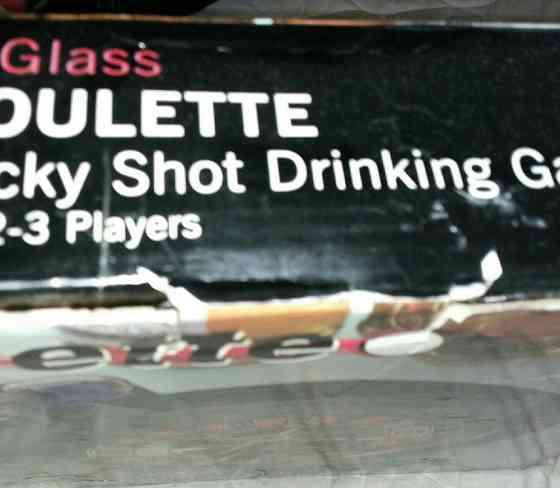 Glass
OULETTE
cky Shot Drinking Ga
2-3 Players